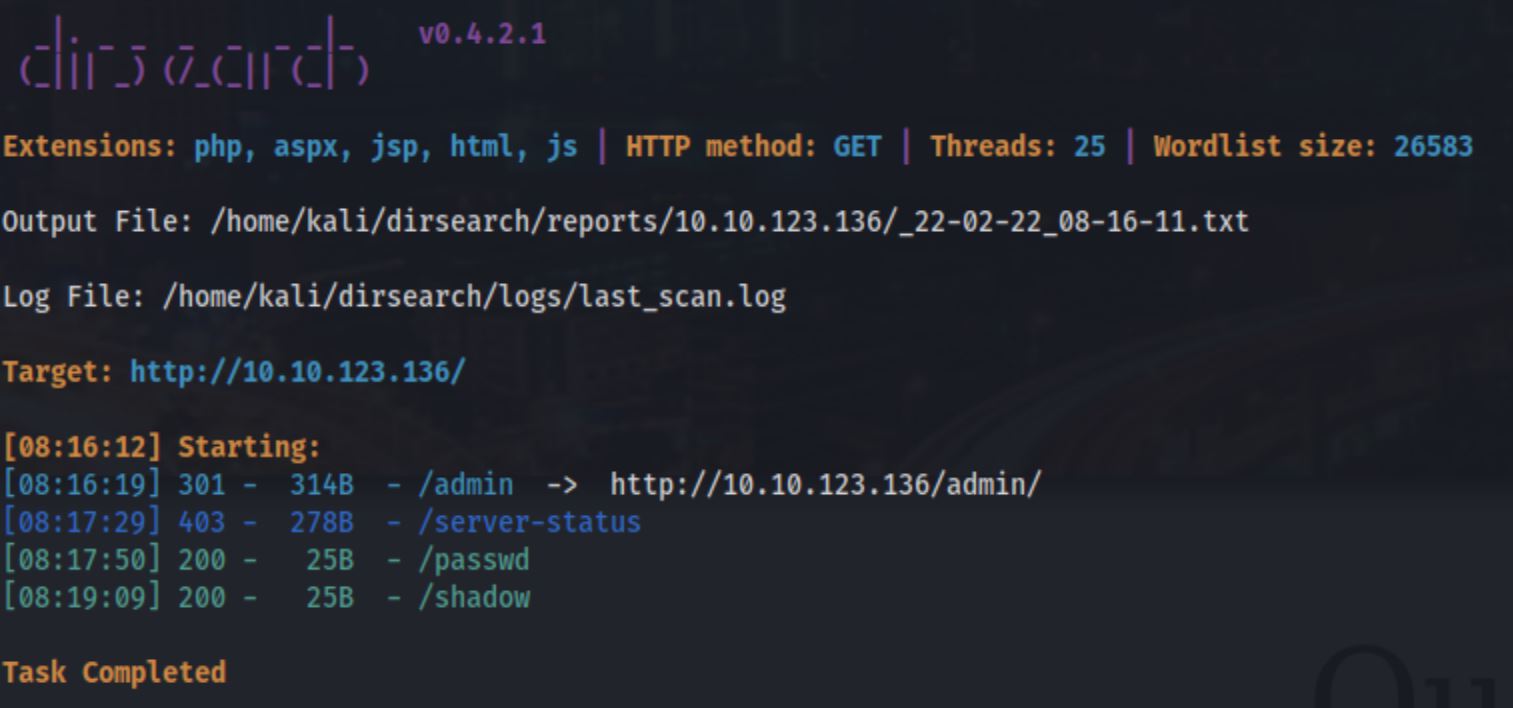 dirsearch v0.4.2.1
Extensions: php, aspx, jsp, html, js | HTTP method: GET | Threads: 25 | Wordlist size: 26583
Output File: /home/kali/dirsearch/reports/10.10.123.136/_22-02-22_08-16-11.txt
Log File: /home/kali/dirsearch/logs/last_scan.log
Target: http://10.10.123.136/
[08:16:12] Starting:
[08:16:19] 301 -  314B  - /admin  ->  http://10.10.123.136/admin/
[08:17:29] 403 -  278B  - /server-status
[08:17:50] 200 -   25B  - /passwd
[08:19:09] 200 -   25B  - /shadow
Task Completed